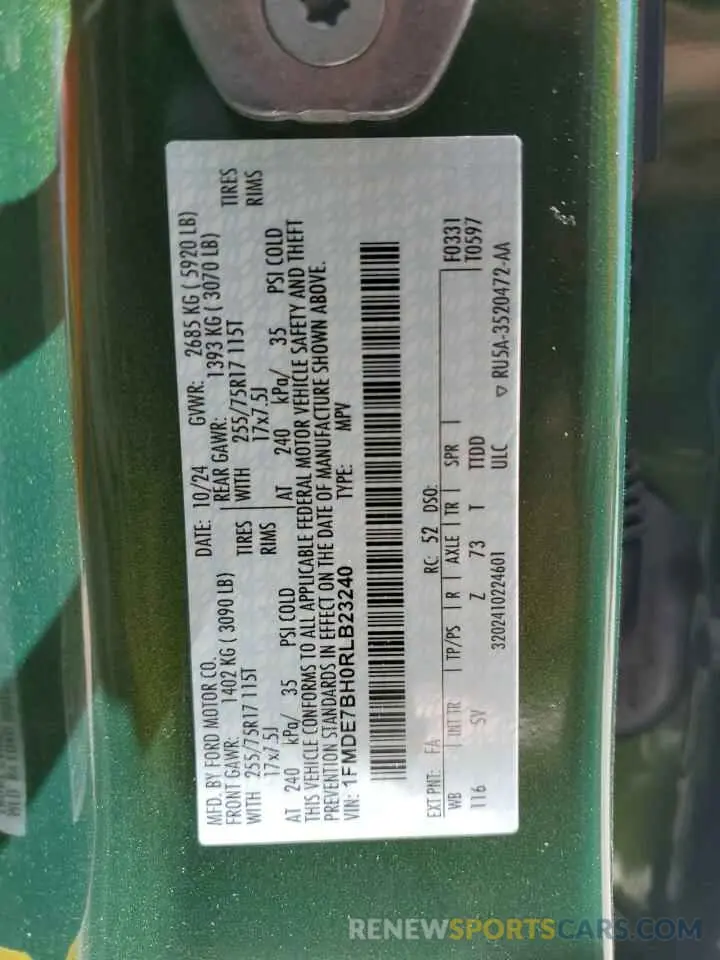 MFD. BY FORD MOTOR CO.
DATE: 10/24 GVWR: 2685 KG ( 5920 LB)
FRONT GAWR: 1402 KG ( 3090 LB) REAR GAWR: 1393 KG ( 3070 LB)
WITH 255/75R17 115T TIRES WITH 255/75R17 115T TIRES
17x7.5J RIMS 17x7.5J RIMS
AT 240 kPa/ 35 PSI COLD AT 240 kPa/ 35 PSI COLD
THIS VEHICLE CONFORMS TO ALL APPLICABLE FEDERAL MOTOR VEHICLE SAFETY AND THEFT
PREVENTION STANDARDS IN EFFECT ON THE DATE OF MANUFACTURE SHOWN ABOVE.
VIN: 1FMDE7BH0RLB23240 TYPE: MPV
EXT PNT: FA RC: 52 DSO: F0331
WB INT TR TP/PS R AXLE TR SPR T0597
116 SV Z 73 T TTDD
3202410224601 ULC ▽ RU5A-3520472-AA
RENEWSPORTSCARS.COM